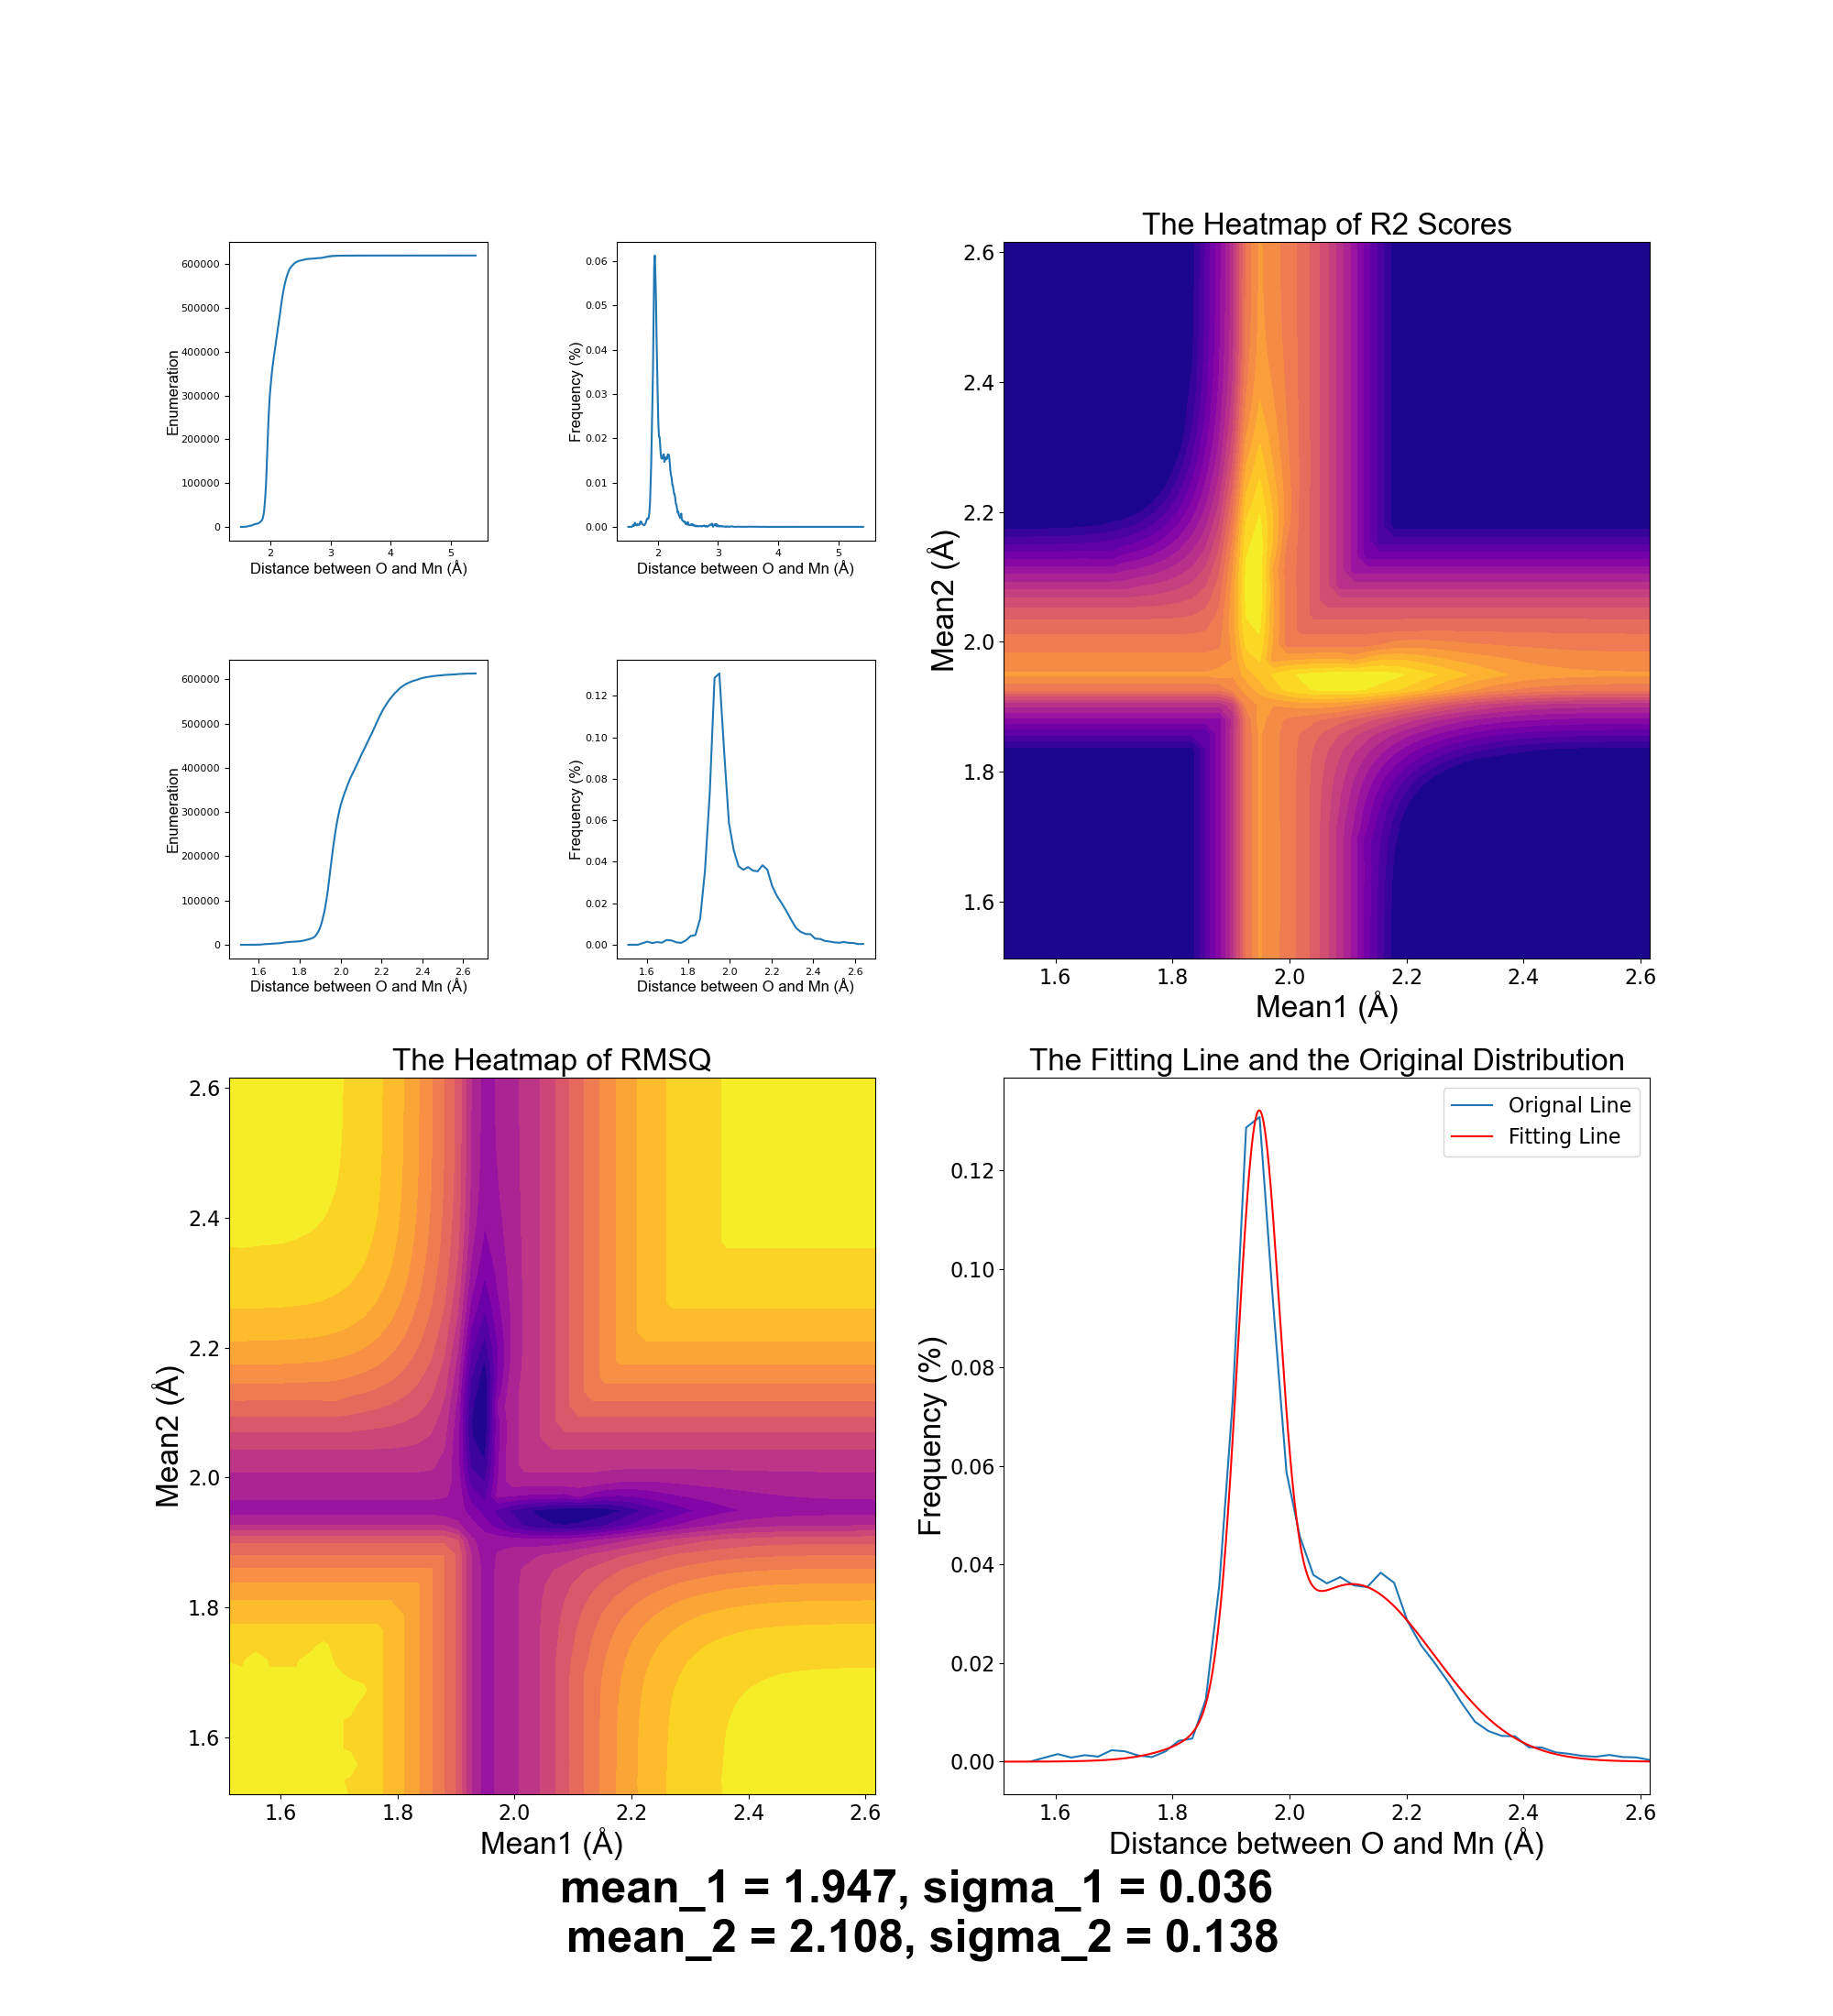 600000
500000
400000
300000
200000
100000
0
Enumeration
2 3 4 5
Distance between O and Mn (Å)
0.06
0.05
0.04
0.03
0.02
0.01
0.00
Frequency (%)
2 3 4 5
Distance between O and Mn (Å)
The Heatmap of R2 Scores
2.6
2.4
2.2
2.0
1.8
1.6
Mean2 (Å)
1.6 1.8 2.0 2.2 2.4 2.6
Mean1 (Å)
600000
500000
400000
300000
200000
100000
0
Enumeration
1.6 1.8 2.0 2.2 2.4 2.6
Distance between O and Mn (Å)
0.12
0.10
0.08
0.06
0.04
0.02
0.00
Frequency (%)
1.6 1.8 2.0 2.2 2.4 2.6
Distance between O and Mn (Å)
The Heatmap of RMSQ
2.6
2.4
2.2
2.0
1.8
1.6
Mean2 (Å)
1.6 1.8 2.0 2.2 2.4 2.6
Mean1 (Å)
The Fitting Line and the Original Distribution
Orignal Line
Fitting Line
0.12
0.10
0.08
0.06
0.04
0.02
0.00
Frequency (%)
1.6 1.8 2.0 2.2 2.4 2.6
Distance between O and Mn (Å)
mean_1 = 1.947, sigma_1 = 0.036
mean_2 = 2.108, sigma_2 = 0.138